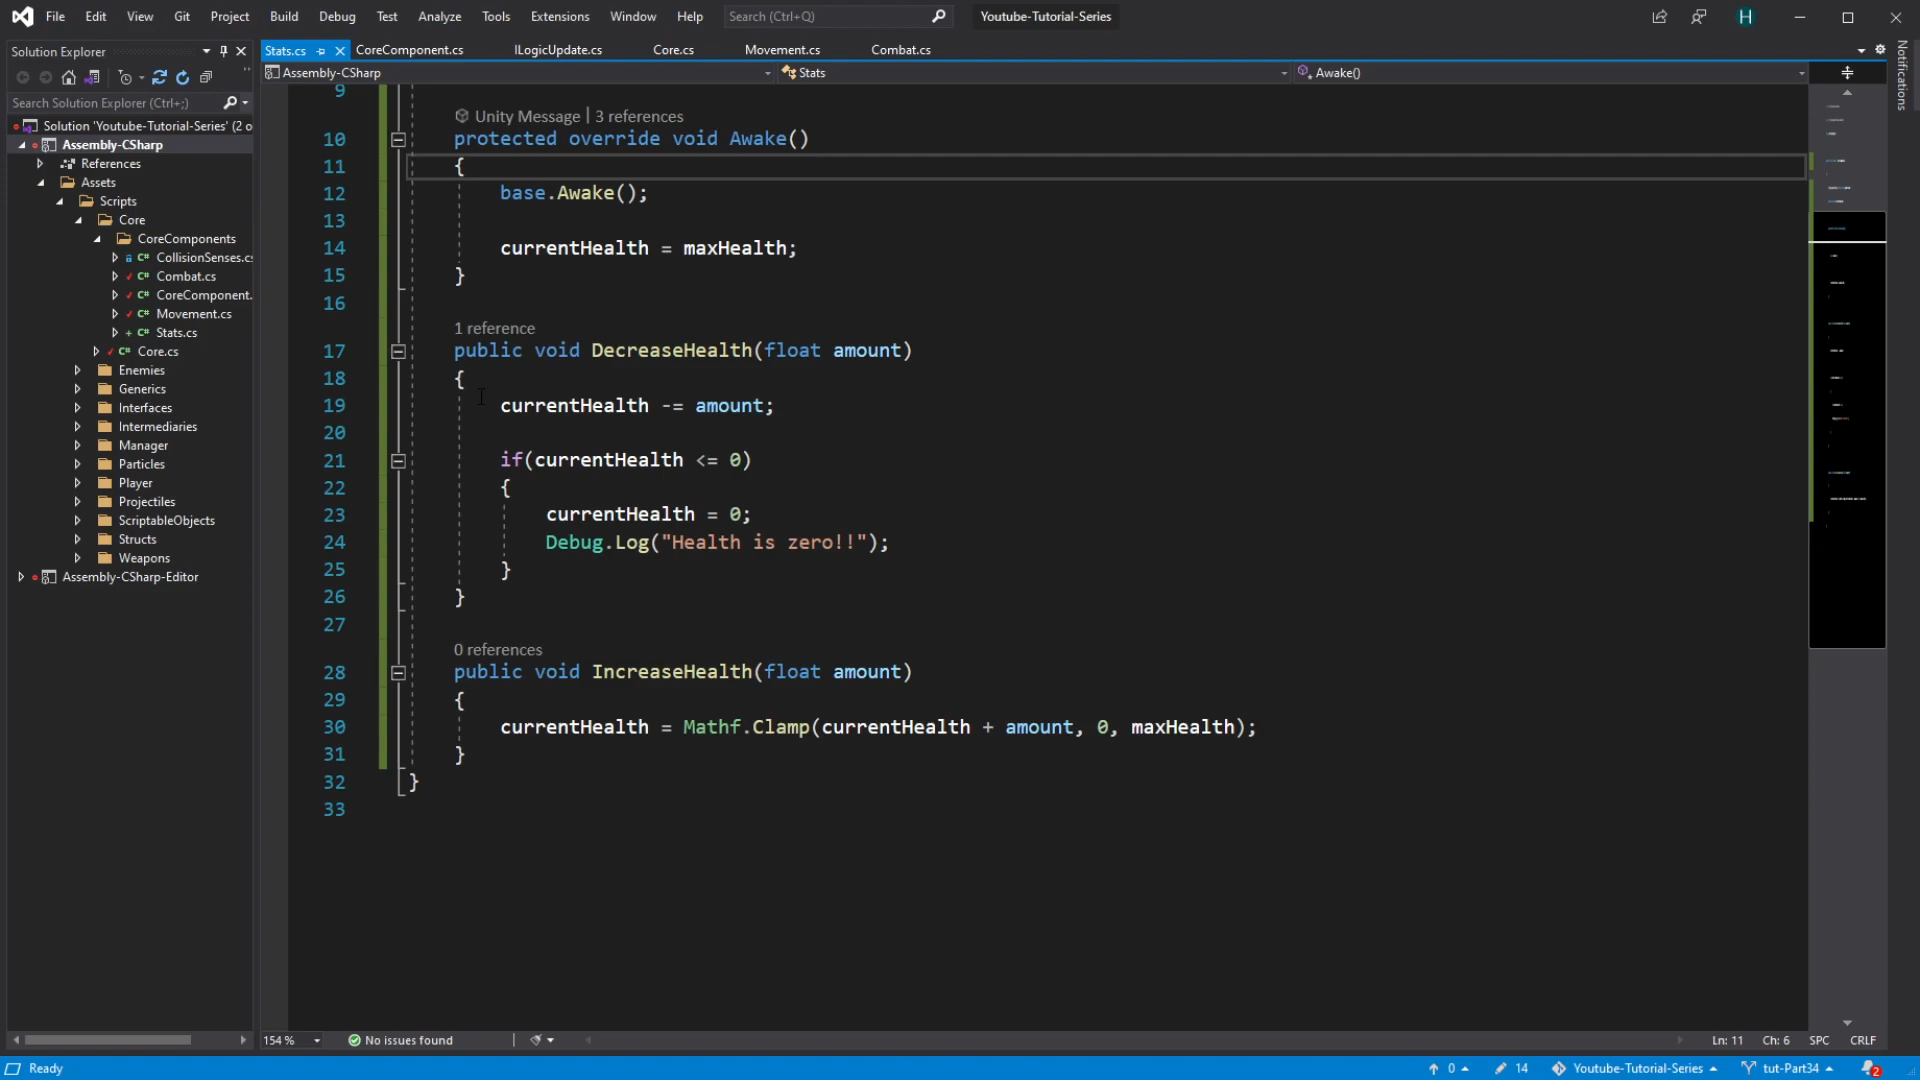 File Edit View Git Project Build Debug Test Analyze Tools Extensions Window Help Search (Ctrl+Q) Youtube-Tutorial-Series H
Solution Explorer
Stats.cs CoreComponent.cs ILogicUpdate.cs Core.cs Movement.cs Combat.cs
Assembly-CSharp Stats Awake()
Notifications
Search Solution Explorer (Ctrl+;)
Solution 'Youtube-Tutorial-Series' (2 o
Assembly-CSharp
References
Assets
Scripts
Core
CoreComponents
CollisionSenses.cs
Combat.cs
CoreComponent.
Movement.cs
Stats.cs
Core.cs
Enemies
Generics
Interfaces
Intermediaries
Manager
Particles
Player
Projectiles
ScriptableObjects
Structs
Weapons
Assembly-CSharp-Editor
9
Unity Message | 3 references
10 protected override void Awake()
11 {
12 base.Awake();
13
14 currentHealth = maxHealth;
15 }
16
1 reference
17 public void DecreaseHealth(float amount)
18 {
19 currentHealth -= amount;
20
21 if(currentHealth <= 0)
22 {
23 currentHealth = 0;
24 Debug.Log("Health is zero!!");
25 }
26 }
27
0 references
28 public void IncreaseHealth(float amount)
29 {
30 currentHealth = Mathf.Clamp(currentHealth + amount, 0, maxHealth);
31 }
32 }
33
154 % No issues found Ln: 11 Ch: 6 SPC CRLF
Ready 0 14 Youtube-Tutorial-Series tut-Part34 2